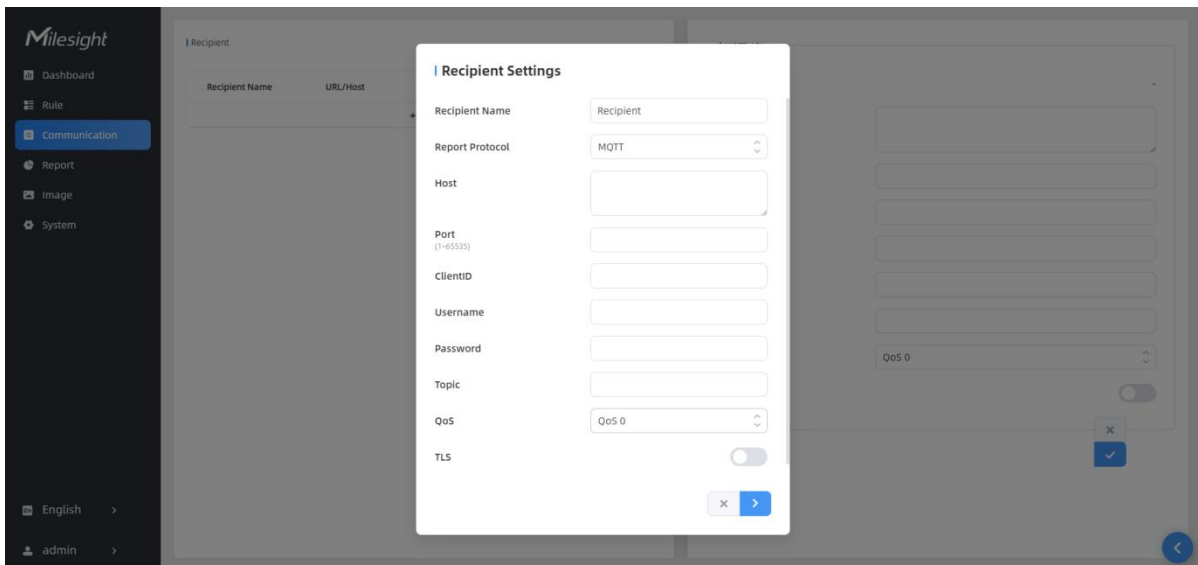 Milesight
Dashboard
Rule
Communication
Report
Image
System
English
admin
Recipient
Recipient Name URL/Host
+
Recipient Settings
Recipient Name Recipient
Report Protocol MQTT
Host
Port
(1~65535)
ClientID
Username
Password
Topic
QoS QoS 0
TLS
QoS 0